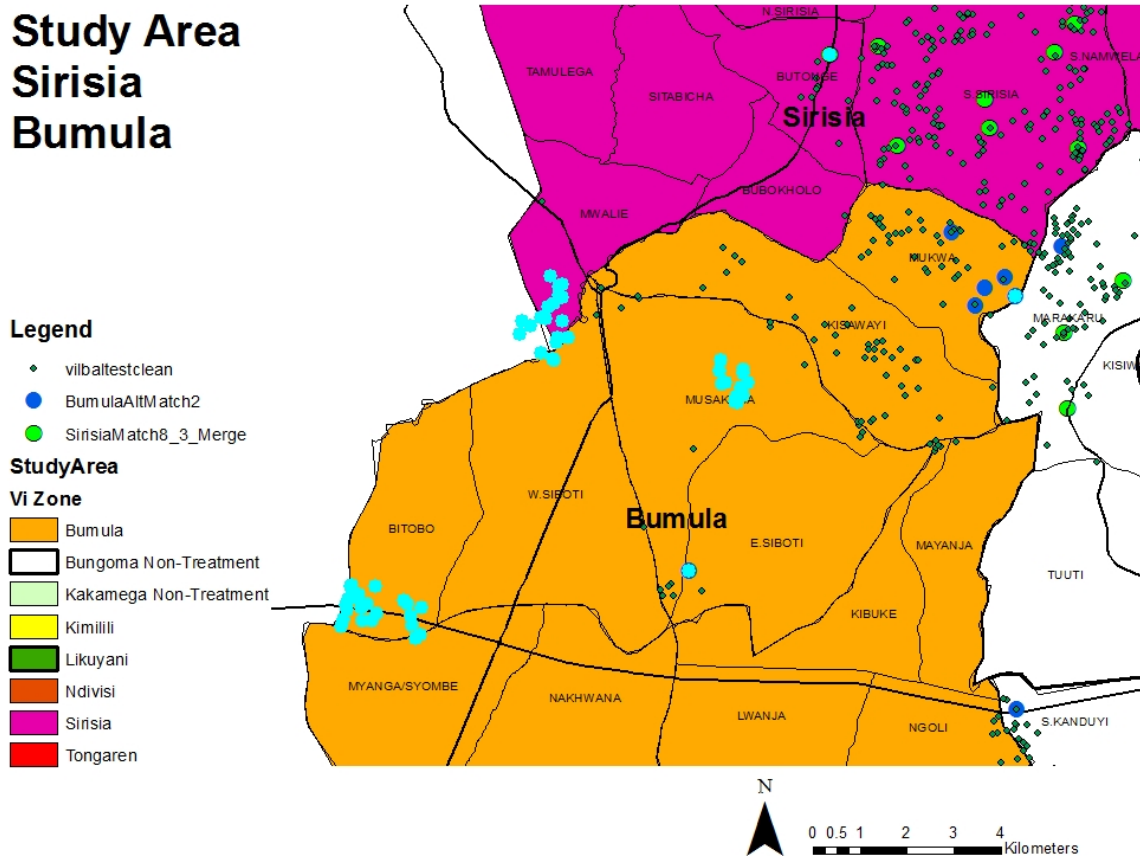 Study Area
Sirisia
Bumula
N.SIRISIA
S.NAMWELA
TAMULEGA
BUTONGE
SITABICHA
S.SIRISIA
Sirisia
BUBOKHOLO
MWALIE
MUKWA
MARAKARU
KISAWAYI
KISIW
MUSAK
W.SIBOTI
Bumula
BITOBO
E.SIBOTI
MAYANJA
TUUTI
KIBUKE
MYANGA/SYOMBE
NAKHWANA
LWANJA
NGOLI
S.KANDUYI
Legend
vilbaltestclean
BumulaAltMatch2
SirisiaMatch8_3_Merge
StudyArea
Vi Zone
Bumula
Bungoma Non-Treatment
Kakamega Non-Treatment
Kimilili
Likuyani
Ndivisi
Sirisia
Tongaren
N
0 0.5 1 2 3 4
Kilometers